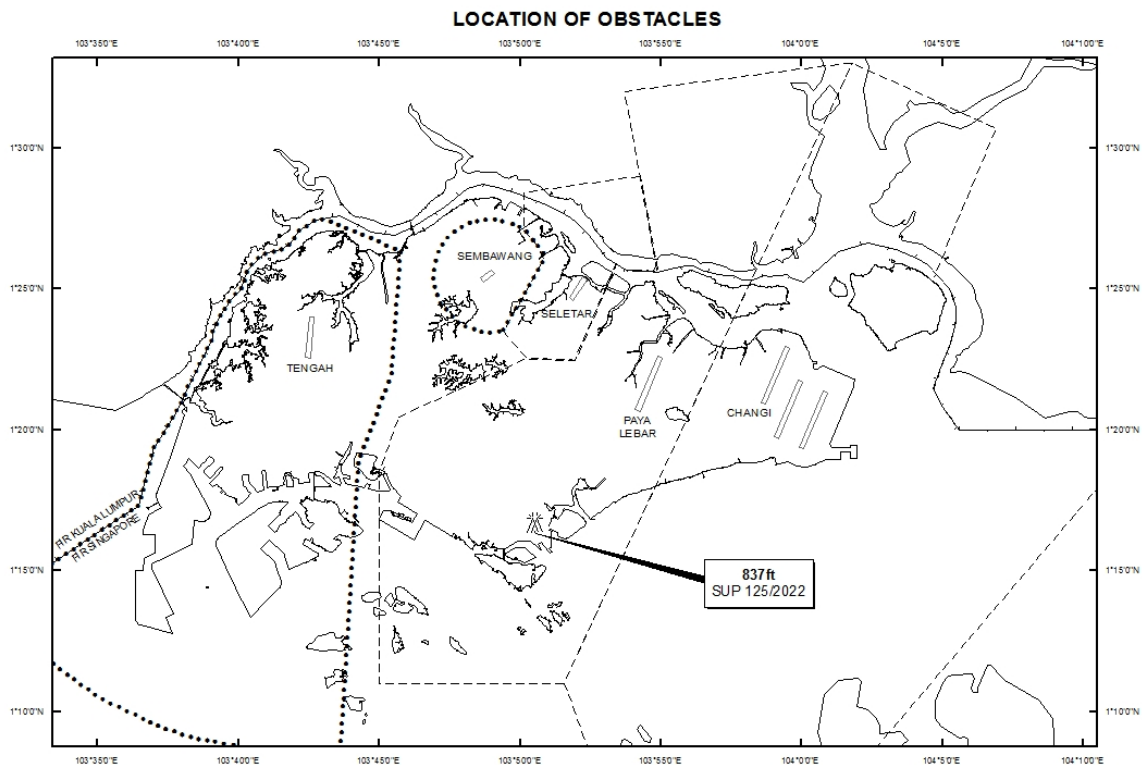 LOCATION OF OBSTACLES
103°35'0"E 103°40'0"E 103°45'0"E 103°50'0"E 103°55'0"E 104°0'0"E 104°5'0"E 104°10'0"E
1°30'0"N 1°30'0"N
SEMBAWANG
1°25'0"N 1°25'0"N
SELETAR
TENGAH
CHANGI
PAYA
LEBAR
1°20'0"N 1°20'0"N
FIR KUALA LUMPUR
FIR SINGAPORE
1°15'0"N 1°15'0"N
837ft
SUP 125/2022
1°10'0"N 1°10'0"N
103°35'0"E 103°40'0"E 103°45'0"E 103°50'0"E 103°55'0"E 104°0'0"E 104°5'0"E 104°10'0"E